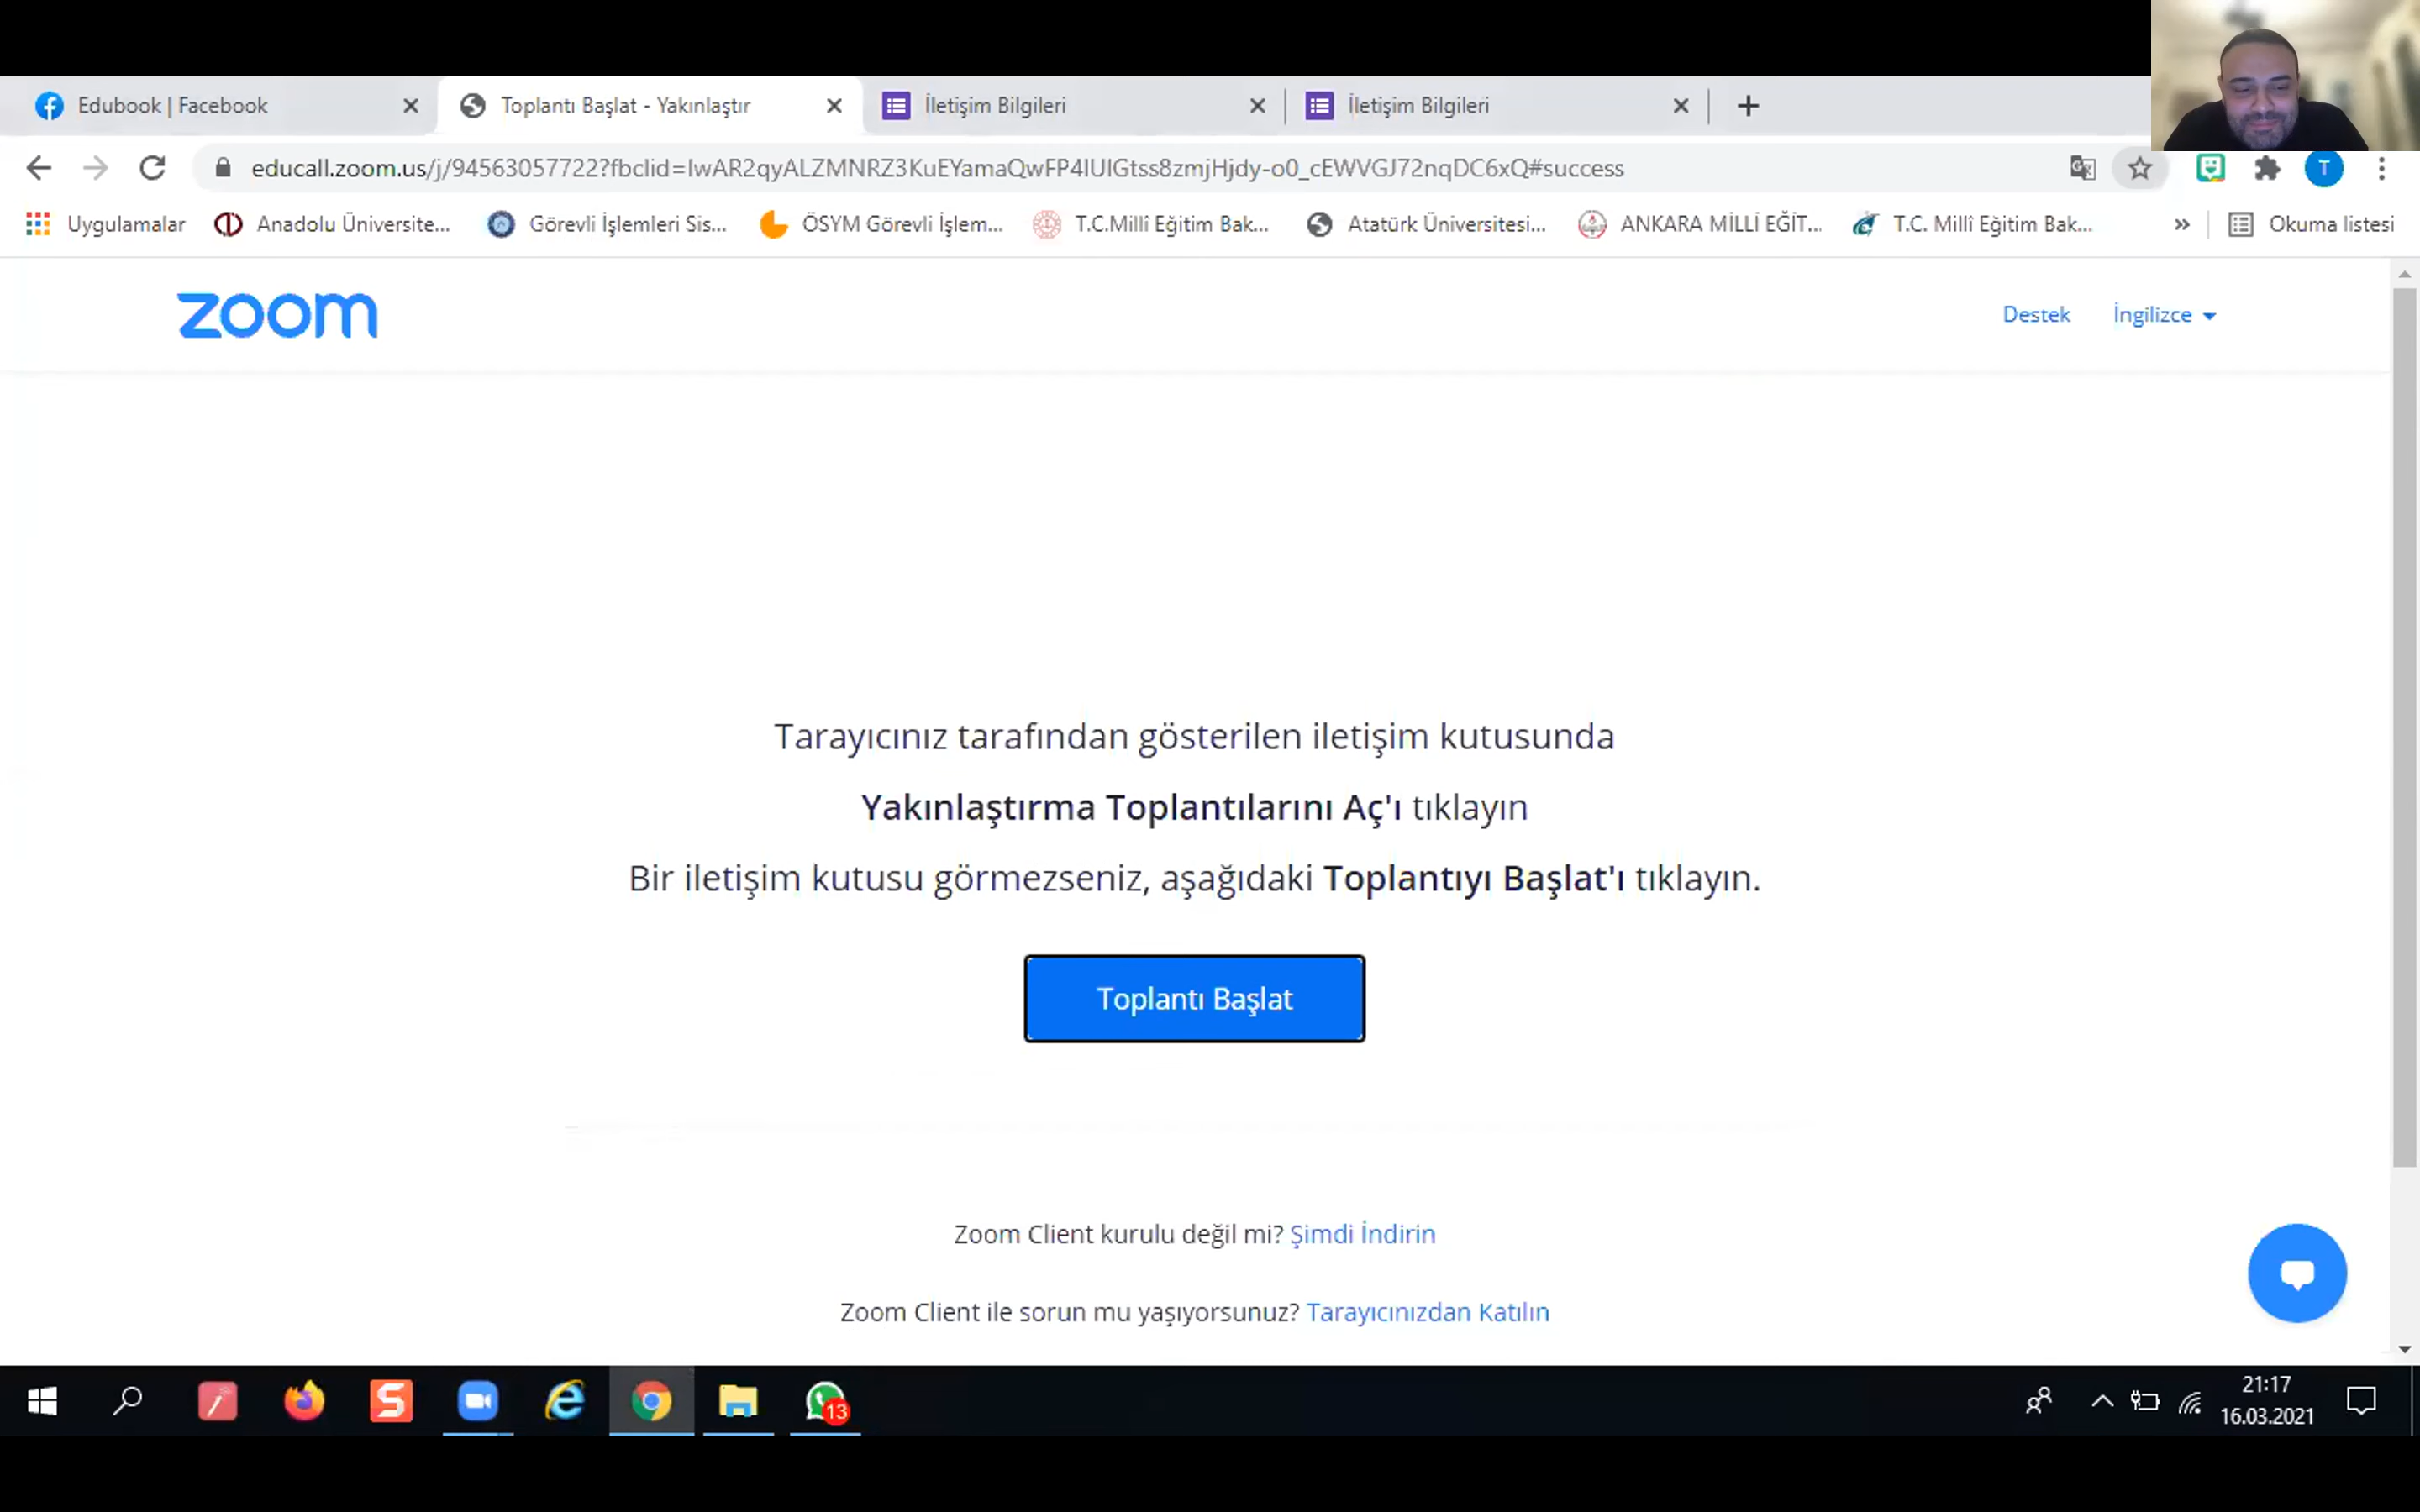 Edubook | Facebook
Toplantı Başlat - Yakınlaştır
İletişim Bilgileri
İletişim Bilgileri
educall.zoom.us/j/94563057722?fbclid=IwAR2qyALZMNRZ3KuEYamaQwFP4lUlGtss8zmjHjdy-o0_cEWVGJ72nqDC6xQ#success
T
Uygulamalar
Anadolu Üniversite...
Görevli İşlemleri Sis...
ÖSYM Görevli İşlem...
T.C.Millî Eğitim Bak...
Atatürk Üniversitesi...
ANKARA MİLLÎ EĞİT...
T.C. Millî Eğitim Bak...
Okuma listesi
zoom
Destek
İngilizce
Tarayıcınız tarafından gösterilen iletişim kutusunda
Yakınlaştırma Toplantılarını Aç'ı tıklayın
Bir iletişim kutusu görmezseniz, aşağıdaki Toplantıyı Başlat'ı tıklayın.
Toplantı Başlat
Zoom Client kurulu değil mi? Şimdi İndirin
Zoom Client ile sorun mu yaşıyorsunuz? Tarayıcınızdan Katılın
13
21:17
16.03.2021